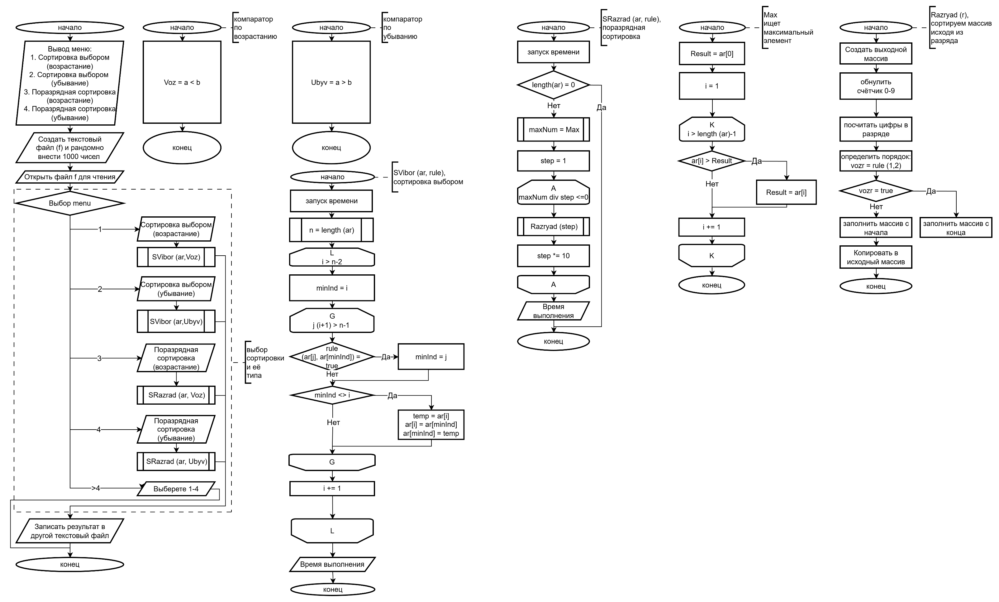 начало
Вывод меню:
1. Сортировка выбором
(возрастание)
2. Сортировка выбором
(убывание)
3. Поразрядная сортировка
(возрастание)
4. Поразрядная сортировка
(убывание)
Создать текстовый
файл (f) и рандомно
внести 1000 чисел
Открыть файл f для чтения
Выбор menu
1
Сортировка выбором
(возрастание)
SVibor (ar,Voz)
2
Сортировка выбором
(убывание)
SVibor (ar,Ubyv)
3
Поразрядная
сортировка
(возрастание)
SRazrad (ar, Voz)
4
Поразрядная
сортировка
(убывание)
SRazrad (ar, Ubyv)
>4
Выберете 1-4
выбор
сортировки
и её
типа
Записать результат в
другой текстовый файл
конец
начало
компаратор
по
возрастанию
Voz = a < b
конец
начало
компаратор
по
убыванию
Ubyv = a > b
конец
начало
SVibor (ar, rule),
сортировка выбором
запуск времени
n = length (ar)
L
i > n-2
minInd = i
G
j (i+1) > n-1
rule
(ar[j], ar[minInd]) =
true
Да
minInd = j
Нет
minInd <> i
Да
temp = ar[i]
ar[i] = ar[minInd]
ar[minInd] = temp
Нет
G
i += 1
L
Время выполнения
конец
начало
SRazrad (ar, rule),
поразрядная
сортировка
запуск времени
length(ar) = 0
Нет
Да
maxNum = Max
step = 1
A
maxNum div step <=0
Razryad (step)
step *= 10
A
Время
выполнения
конец
начало
Max
ищет
максимальный
элемент
Result = ar[0]
i = 1
K
i > length (ar)-1
ar[i] > Result
Да
Нет
Result = ar[i]
i += 1
K
конец
начало
Razryad (r),
сортируем массив
исходя из
разряда
Создать выходной
массив
обнулить
счётчик 0-9
посчитать цифры в
разряде
определить порядок:
vozr = rule (1,2)
vozr = true
Да
Нет
заполнить массив с
начала
заполнить массив с
конца
Копировать в
исходный массив
конец